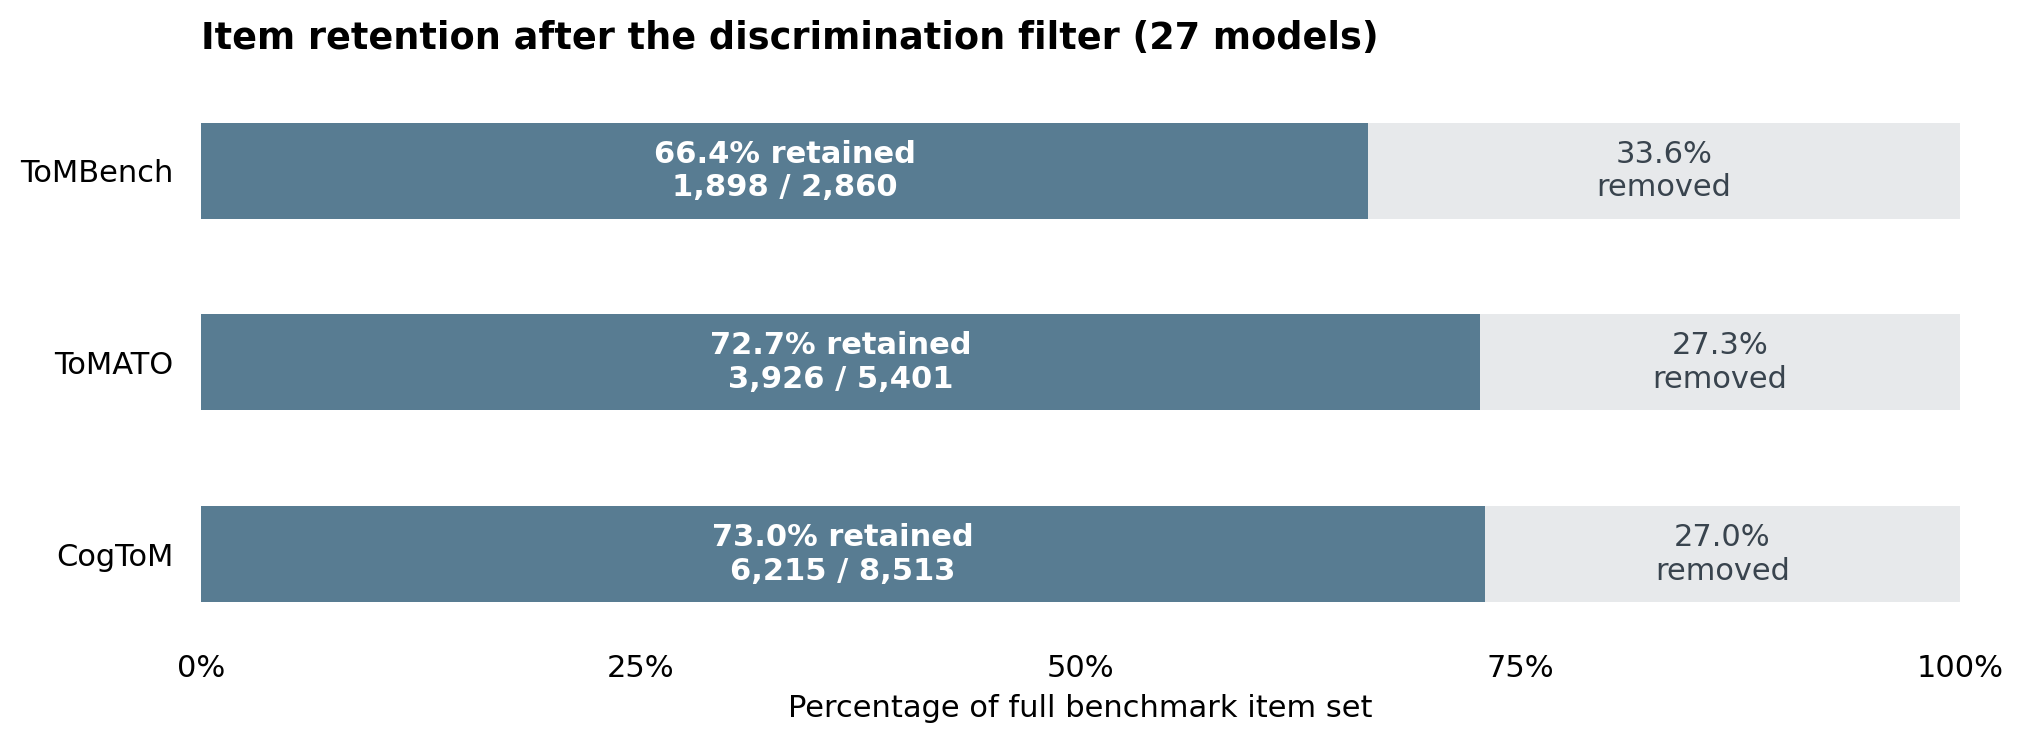 Item retention after the discrimination filter (27 models)
ToMBench
66.4% retained
1,898 / 2,860
33.6%
removed
ToMATO
72.7% retained
3,926 / 5,401
27.3%
removed
CogToM
73.0% retained
6,215 / 8,513
27.0%
removed
0% 25% 50% 75% 100%
Percentage of full benchmark item set